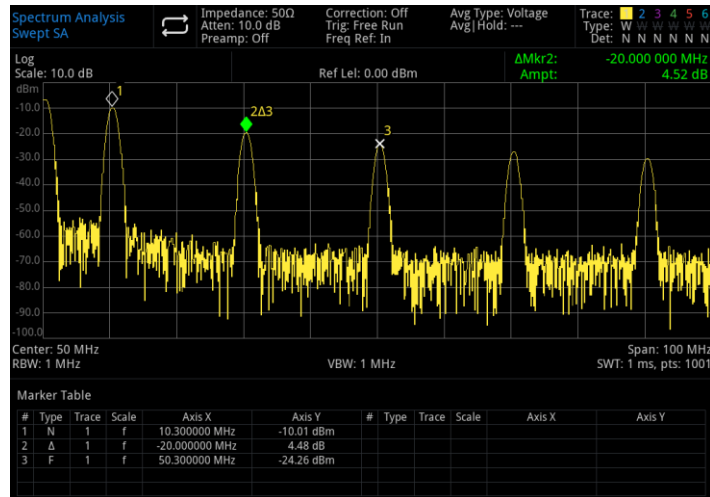 Spectrum Analysis
Swept SA
Impedance: 50Ω
Atten: 10.0 dB
Preamp: Off
Correction: Off
Trig: Free Run
Freq Ref: In
Avg Type: Voltage
Avg|Hold: ---
Trace: 1 2 3 4 5 6
Type: W W W W W W
Det: N N N N N N
Log
Scale: 10.0 dB
Ref Lel: 0.00 dBm
ΔMkr2: -20.000 000 MHz
Ampt: 4.52 dB
dBm
-10.0
-20.0
-30.0
-40.0
-50.0
-60.0
-70.0
-80.0
-90.0
-100.0
1
2Δ3
3
Center: 50 MHz
RBW: 1 MHz
VBW: 1 MHz
Span: 100 MHz
SWT: 1 ms, pts: 1001
Marker Table
# Type Trace Scale Axis X Axis Y # Type Trace Scale Axis X Axis Y
1 N 1 f 10.300000 MHz -10.01 dBm
2 Δ 1 f -20.000000 MHz 4.48 dB
3 F 1 f 50.300000 MHz -24.26 dBm